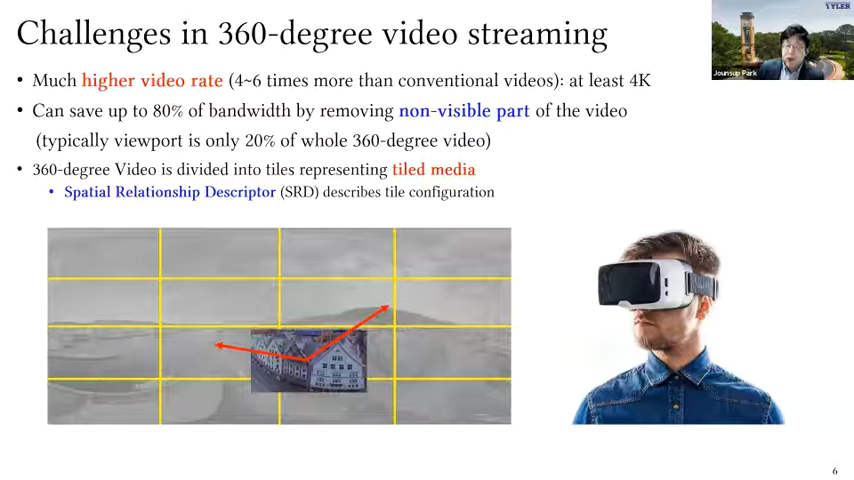 Challenges in 360-degree video streaming
TYLER
Jounsup Park
• Much higher video rate (4~6 times more than conventional videos): at least 4K
• Can save up to 80% of bandwidth by removing non-visible part of the video
(typically viewport is only 20% of whole 360-degree video)
• 360-degree Video is divided into tiles representing tiled media
• Spatial Relationship Descriptor (SRD) describes tile configuration
6